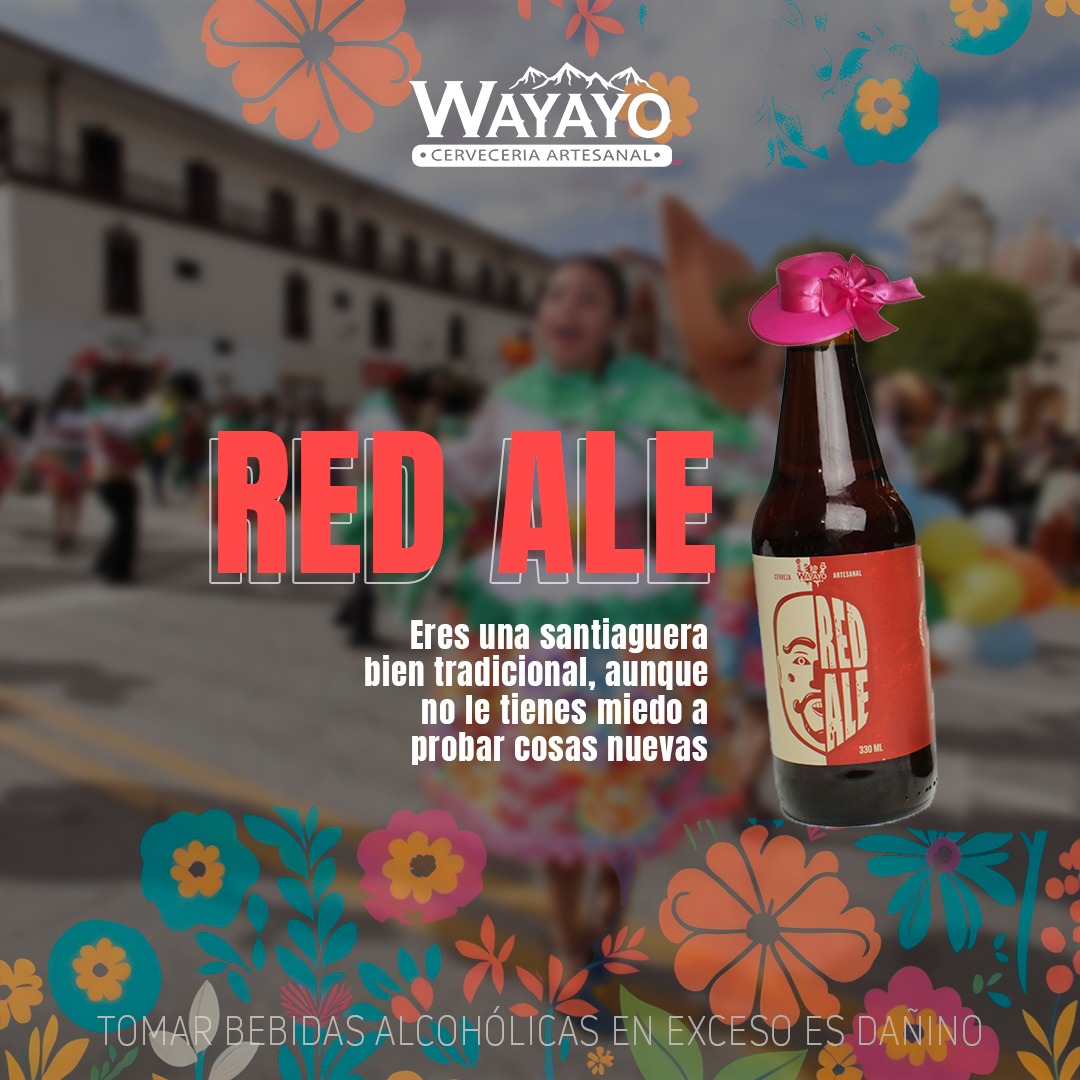 WAYAYO
• CERVECERIA ARTESANAL •
RED ALE
Eres una santiaguera
bien tradicional, aunque
no le tienes miedo a
probar cosas nuevas
CERVEZA WAYAYO ARTESANAL
RED
ALE
330 ML
TOMAR BEBIDAS ALCOHÓLICAS EN EXCESO ES DAÑINO